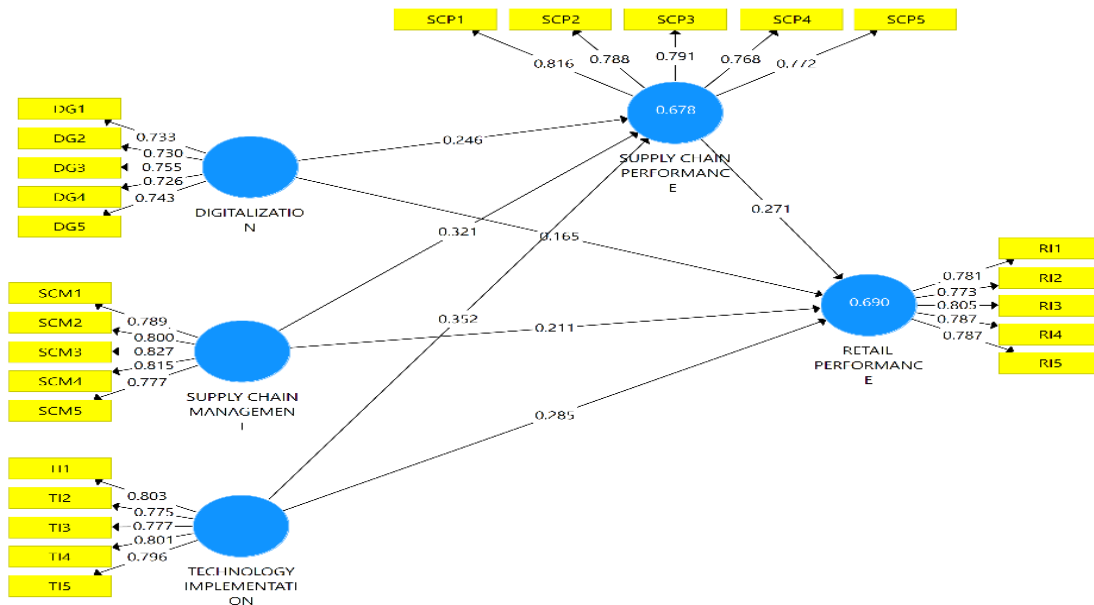 SCP1 SCP2 SCP3 SCP4 SCP5
0.816 0.788 0.791 0.768 0.772
0.678
SUPPLY CHAIN
PERFORMANC
E
DG1
DG2
DG3
DG4
DG5
0.733
0.730
0.755
0.726
0.743
DIGITALIZATIO
N
0.246
0.165
0.271
SCM1
SCM2
SCM3
SCM4
SCM5
0.789
0.800
0.827
0.815
0.777
SUPPLY CHAIN
MANAGEMEN
T
0.321
0.211
TI1
TI2
TI3
TI4
TI5
0.803
0.775
0.777
0.801
0.796
TECHNOLOGY
IMPLEMENTATI
ON
0.352
0.285
0.690
RETAIL
PERFORMANC
E
0.781
0.773
0.805
0.787
0.787
RI1
RI2
RI3
RI4
RI5